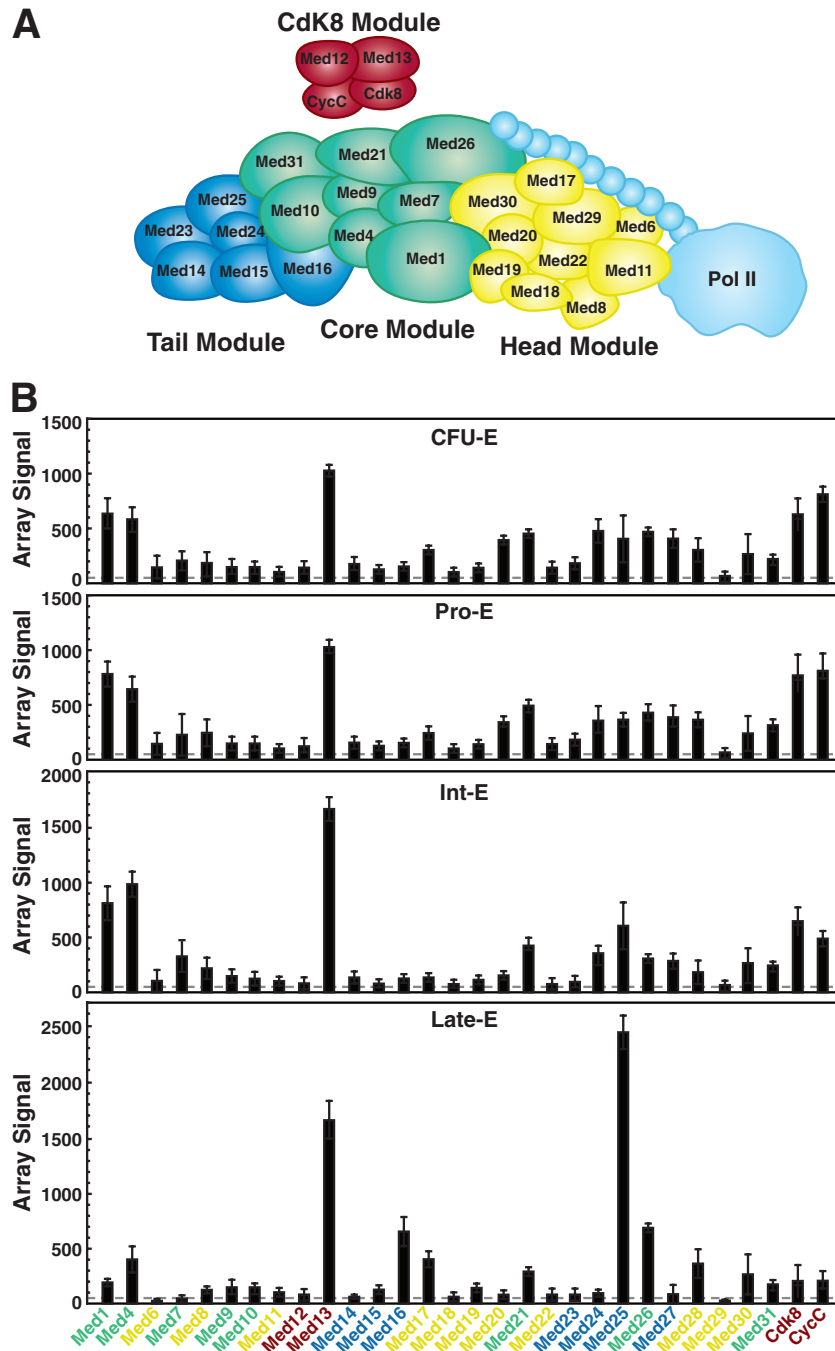 A
CdK8 Module
Med12 Med13
CycC Cdk8
Med31 Med21 Med26
Med25 Med9 Med7 Med30 Med17
Med23 Med24 Med10 Med4 Med20 Med29 Med6
Med14 Med15 Med16 Med1 Med19 Med22 Med11 Pol II
Med18 Med8
Tail Module Core Module Head Module
B
CFU-E
Array Signal
1500
1000
500
0
Pro-E
Array Signal
1500
1000
500
0
Int-E
Array Signal
2000
1500
1000
500
0
Late-E
Array Signal
2500
2000
1500
1000
500
0
Med1 Med4 Med6 Med7 Med8 Med9 Med10 Med11 Med12 Med13 Med14 Med15 Med16 Med17 Med18 Med19 Med20 Med21 Med22 Med23 Med24 Med25 Med26 Med27 Med28 Med29 Med30 Med31 Cdk8 CycC